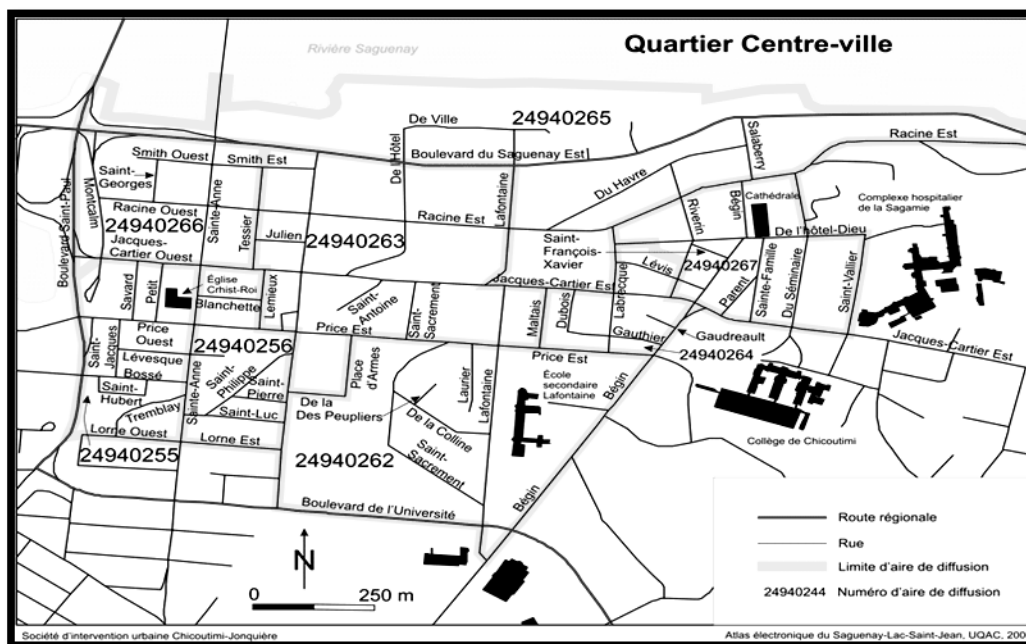 Quartier Centre-ville
Rivière Saguenay
De Ville
24940265
Salaberry
Racine Est
De l'Hôtel
Boulevard du Saguenay Est
Smith Ouest
Smith Est
Saint-
Georges
Montcalm
Boulevard Saint-Paul
Sainte-Anne
Lafontaine
Du Havre
Bégin
Cathédrale
Complexe hospitalier
de la Sagamie
Racine Ouest
24940266
Tessier
Racine Est
Riverin
Julien
24940263
De l'hôtel-Dieu
Jacques-
Cartier Ouest
Saint-
François-
Xavier
Lévis
24940267
Savard
Petit
Église
Crhist-Roi
Blanchette
Lemieux
Jacques-Cartier Est
Labrecque
Parent
Sainte-Famille
Du Séminaire
Saint-Vallier
Saint-
Antoine
Saint-
Sacrement
Maltais
Dubois
Gauthier
Gaudreault
Jacques-Cartier Est
Price
Ouest
Price Est
Price Est
24940264
Saint-
Jacques
Lévesque
24940256
Bossé
Saint-
Hubert
Sainte-Anne
Saint-
Philippe
Saint-
Pierre
Place
d'Armes
Laurier
Lafontaine
École
secondaire
Lafontaine
Bégin
Tremblay
Saint-Luc
De la
Des Peupliers
De la Colline
Collège de Chicoutimi
Lorne Ouest
Lorne Est
24940255
24940262
Saint-
Sacrement
Bégin
Boulevard de l'Université
N
0
250 m
Route régionale
Rue
Limite d'aire de diffusion
24940244 Numéro d'aire de diffusion
Société d'intervention urbaine Chicoutimi-Jonquière
Atlas électronique du Saguenay-Lac-Saint-Jean, UQAC, 200